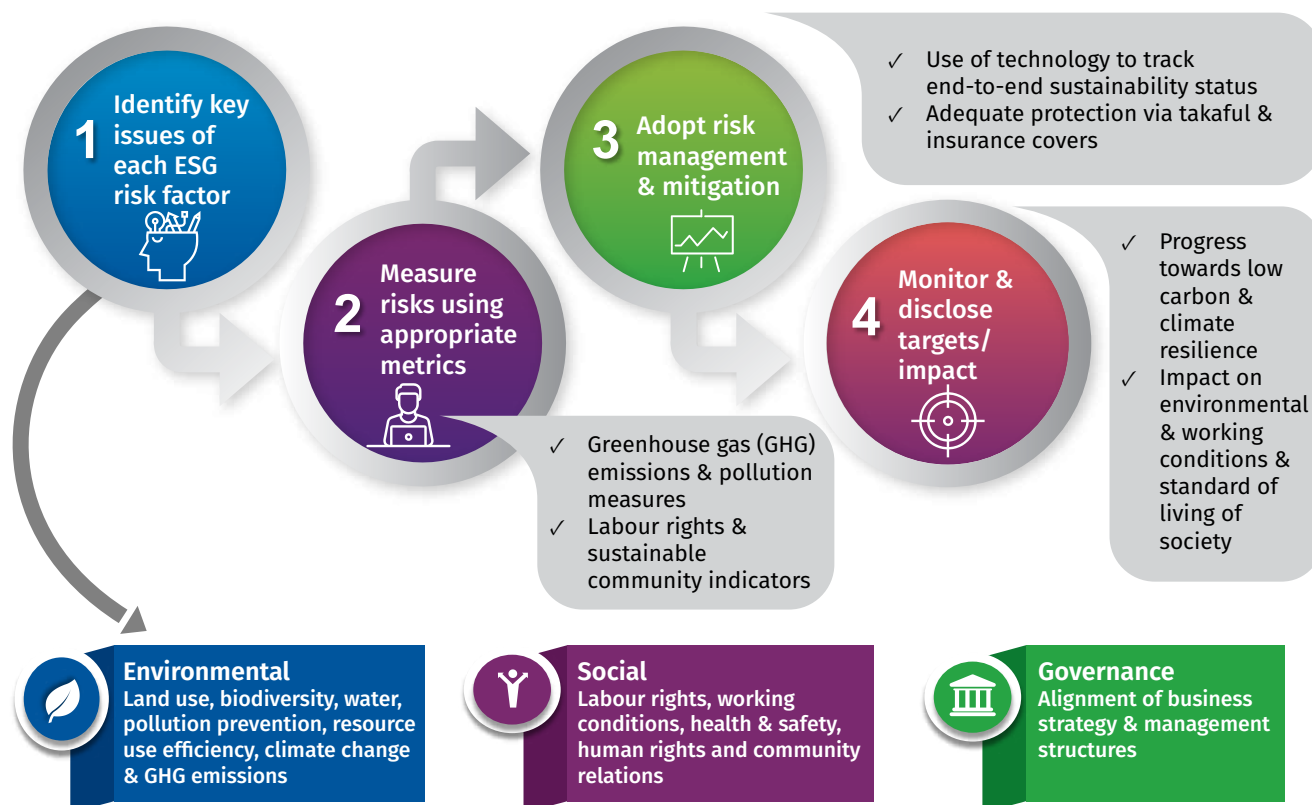 1
Identify key
issues of
each ESG
risk factor
2
Measure
risks using
appropriate
metrics
✓ Greenhouse gas (GHG)
emissions & pollution
measures
✓ Labour rights &
sustainable
community indicators
3
Adopt risk
management
& mitigation
✓ Use of technology to track
end-to-end sustainability status
✓ Adequate protection via takaful &
insurance covers
4
Monitor &
disclose
targets/
impact
✓ Progress
towards low
carbon &
climate
resilience
✓ Impact on
environmental
& working
conditions &
standard of
living of
society
Environmental
Land use, biodiversity, water,
pollution prevention, resource
use efficiency, climate change
& GHG emissions
Social
Labour rights, working
conditions, health & safety,
human rights and community
relations
Governance
Alignment of business
strategy & management
structures